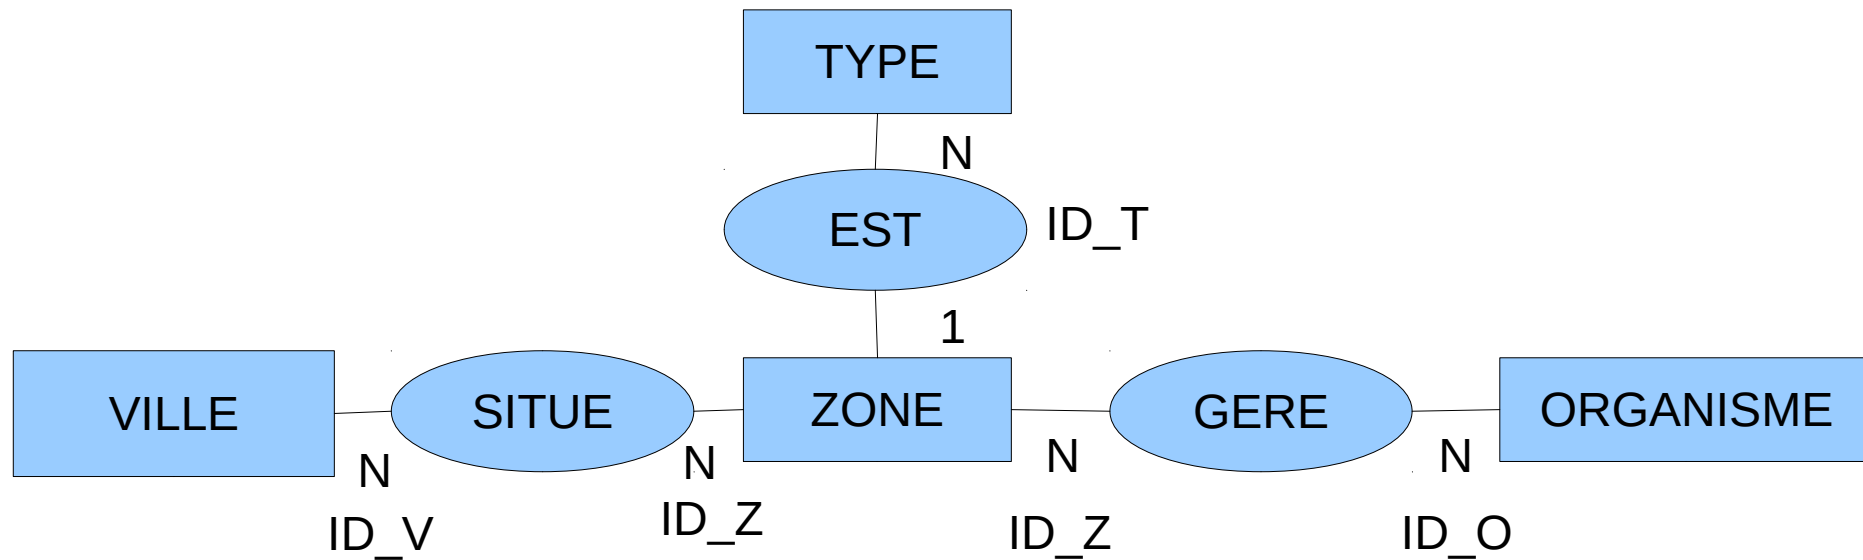 TYPE
N
EST
ID_T
1
VILLE
SITUE
ZONE
GERE
ORGANISME
N
N
N
N
ID_V
ID_Z
ID_Z
ID_O